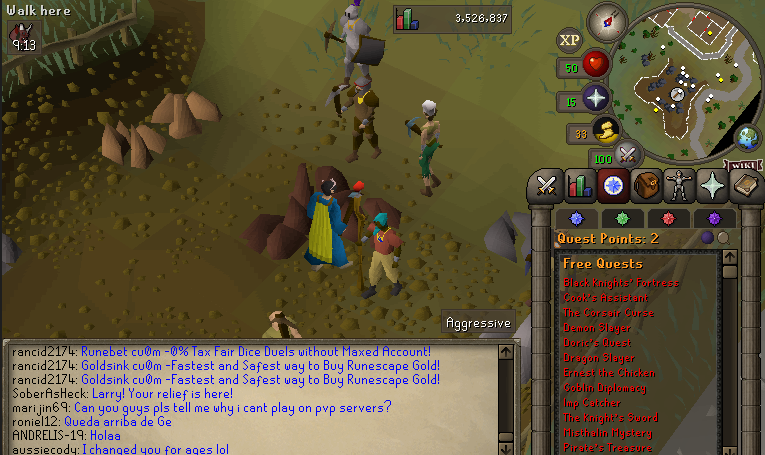 Walk here
9:13
3,526,837
XP
50
15
33
100
WIKI
Quest Points: 2
Free Quests
Black Knights' Fortress
Cook's Assistant
The Corsair Curse
Demon Slayer
Doric's Quest
Dragon Slayer
Ernest the Chicken
Goblin Diplomacy
Imp Catcher
The Knight's Sword
Misthalin Mystery
Pirate's Treasure
Aggressive
rancid2174: Runebet cu0m -0% Tax Fair Dice Duels without Maxed Account!
rancid2174: Goldsink cu0m -Fastest and Safest way to Buy Runescape Gold!
rancid2174: Goldsink cu0m -Fastest and Safest way to Buy Runescape Gold!
SoberAsHeck: Larry! Your relief is here!
marijin69: Can you guys pls tell me why i cant play on pvp servers?
roniel12: Queda arriba de Ge
ANDRELIS-19: Holaa
aussiecody: I changed you for ages lol